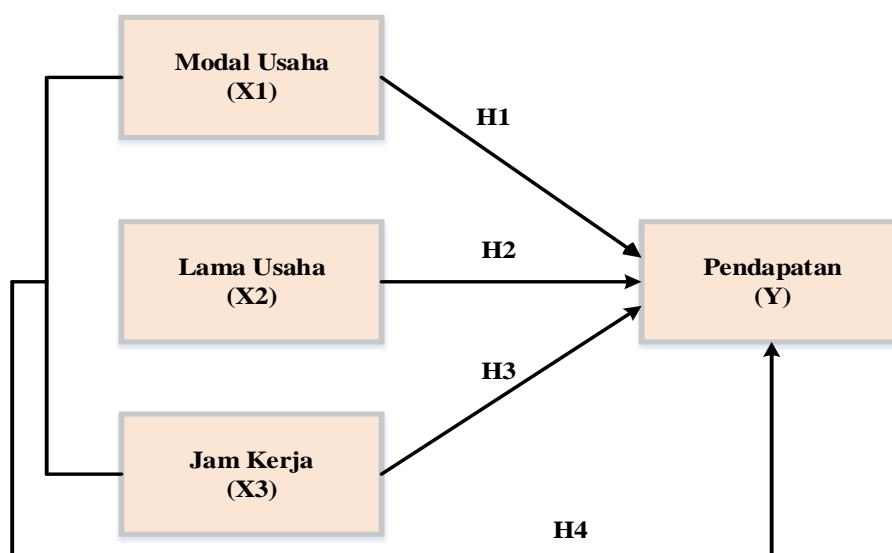 Modal Usaha
(X1)
H1
Lama Usaha
(X2)
H2
Pendapatan
(Y)
H3
Jam Kerja
(X3)
H4